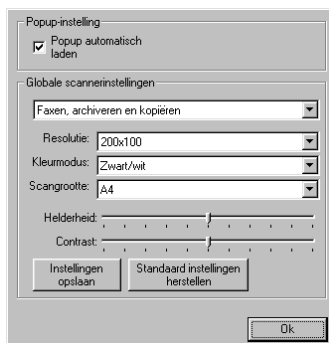 Popup-instelling
Popup automatisch
laden
Globale scannerinstellingen
Faxen, archiveren en kopiëren
Resolutie: 200x100
Kleurmodus: Zwart/wit
Scangrootte: A4
Helderheid:
Contrast:
Instellingen
opslaan
Standaard instellingen
herstellen
Ok